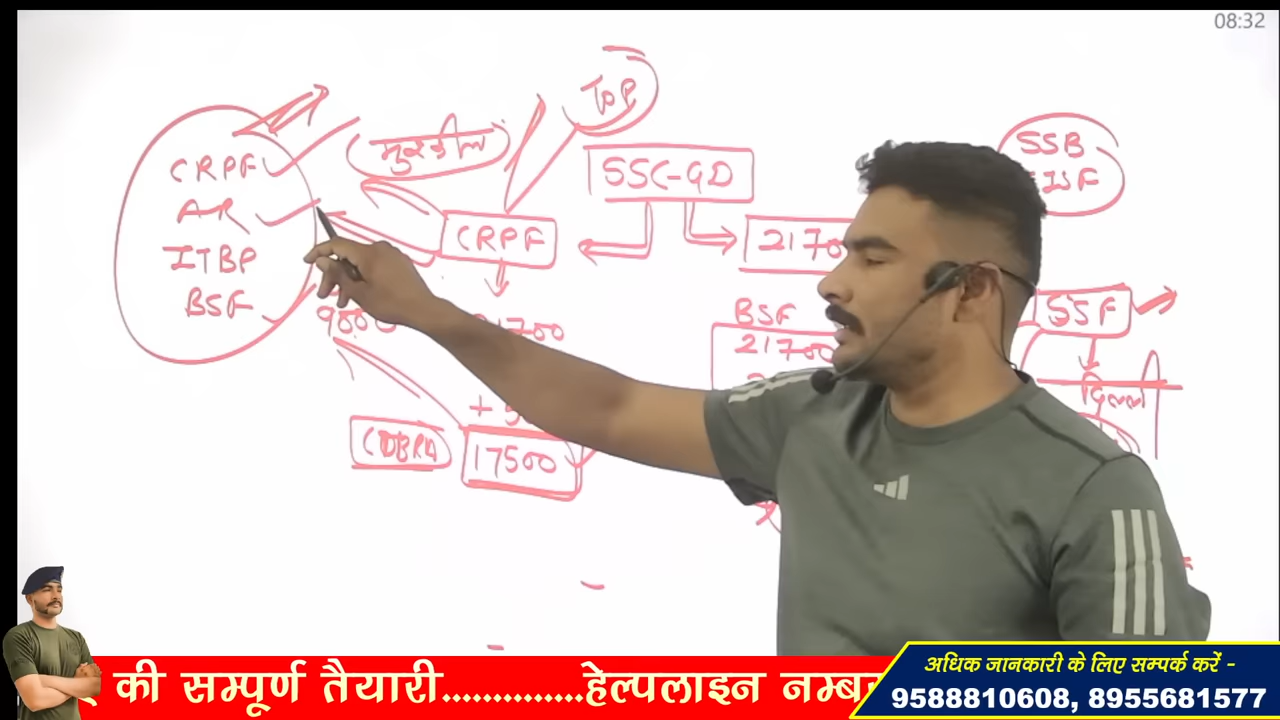 08:32
TOP
मुश्कील
SSC-GD
SSB
CRPF
AR
ITBP
BSF
CRPF
2170
SSF
9000
1700
BSF
21700
दिल्ली
COBRA
17500
की सम्पूर्ण तैयारी..............हेल्पलाइन नम्ब
अधिक जानकारी के लिए सम्पर्क करें -
9588810608, 8955681577